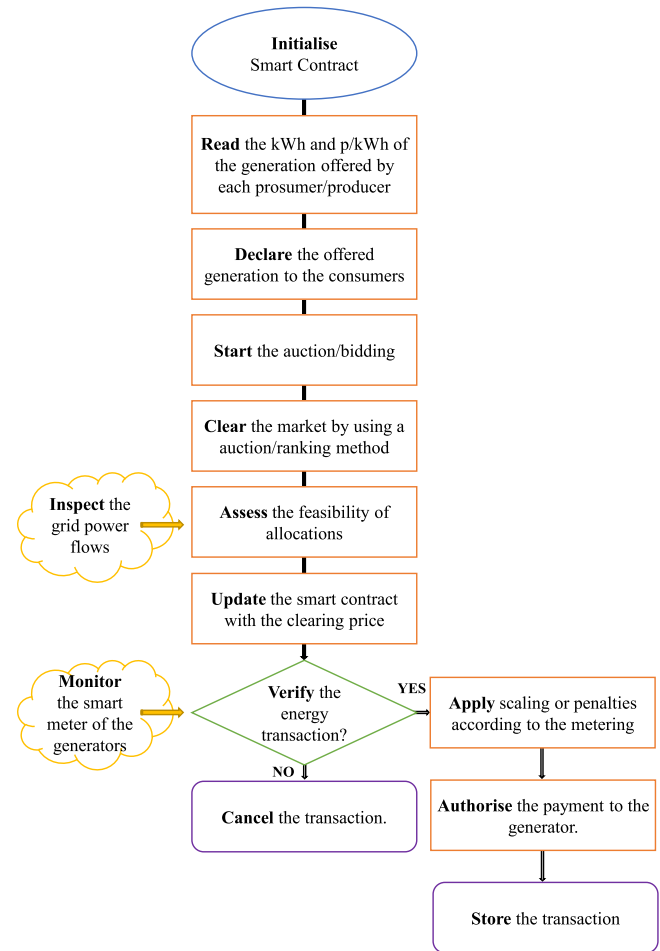 Initialise
Smart Contract
Read the kWh and p/kWh of
the generation offered by
each prosumer/producer
Declare the offered
generation to the consumers
Start the auction/bidding
Clear the market by using a
auction/ranking method
Inspect the
grid power
flows
Assess the feasibility of
allocations
Update the smart contract
with the clearing price
Monitor
the smart
meter of the
generators
Verify the
energy
transaction?
YES
Apply scaling or penalties
according to the metering
NO
Cancel the transaction.
Authorise the payment to the
generator.
Store the transaction